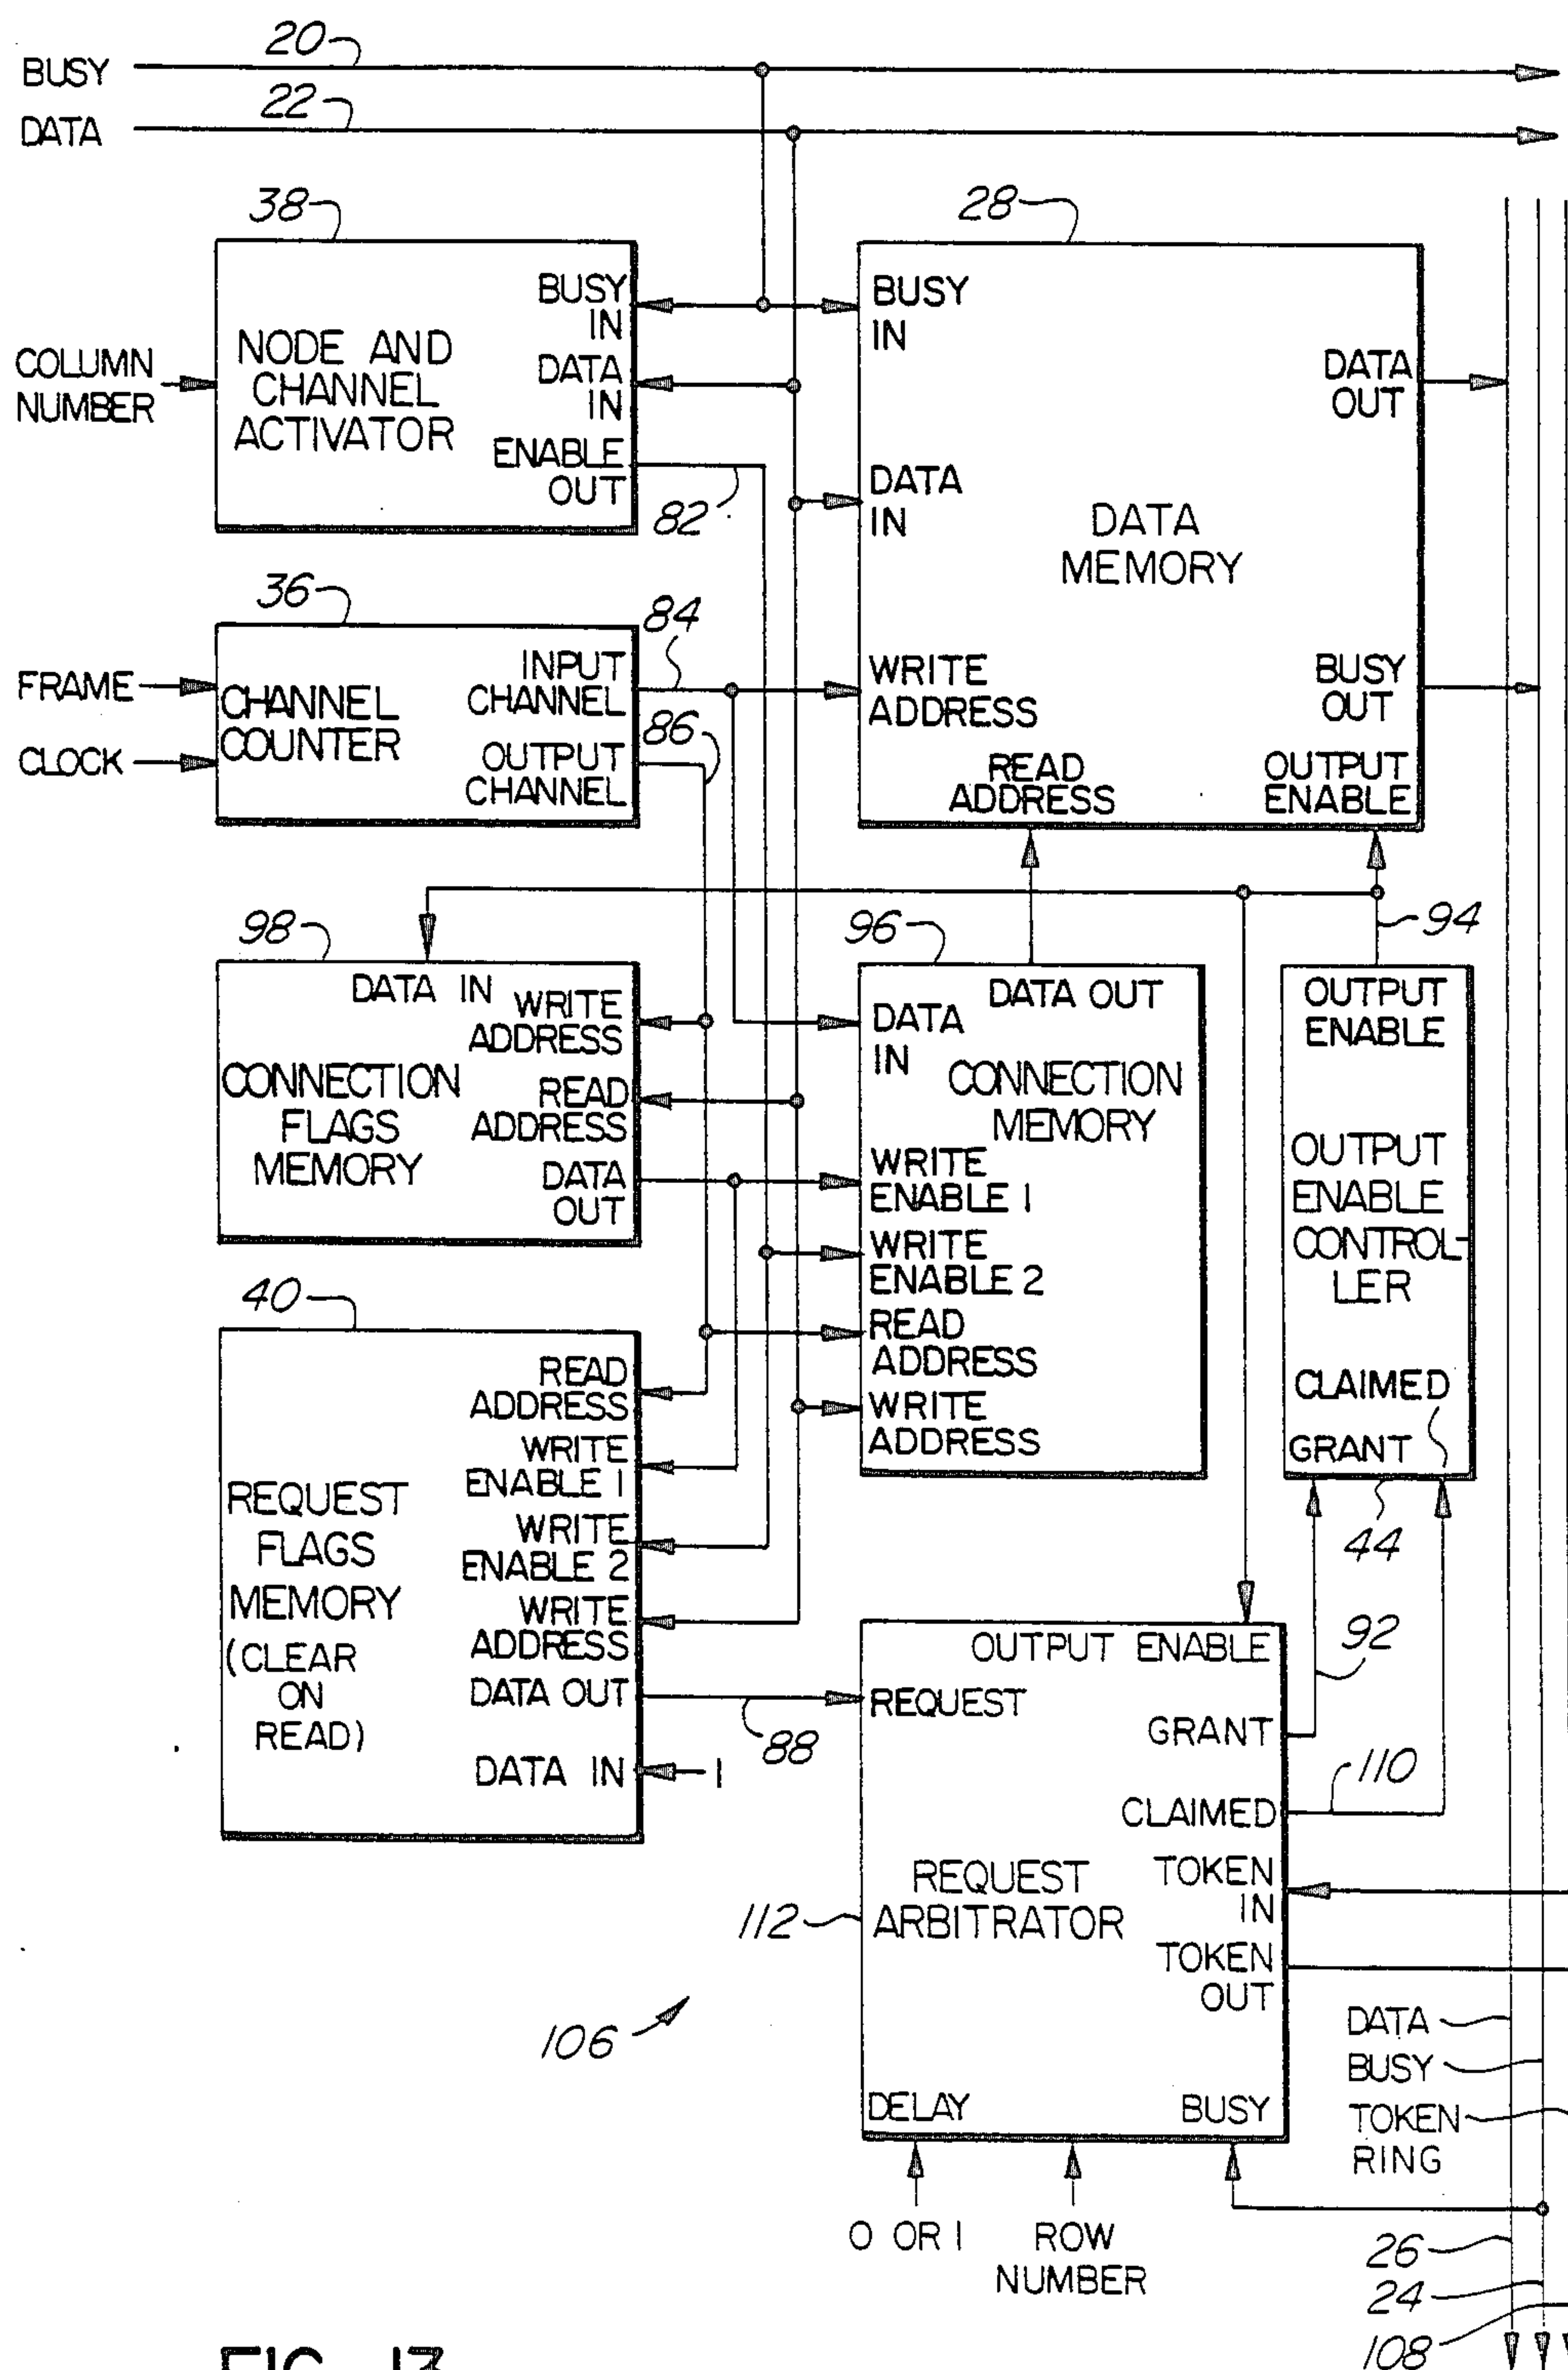 20
BUSY
22
DATA
38
28
BUSY
IN
NODE AND
CHANNEL
ACTIVATOR
DATA
IN
ENABLE
OUT
COLUMN
NUMBER
82
BUSY
IN
DATA
OUT
DATA
IN
DATA
MEMORY
36
84
FRAME
CLOCK
CHANNEL
COUNTER
INPUT
CHANNEL
OUTPUT
CHANNEL
86
WRITE
ADDRESS
BUSY
OUT
READ
ADDRESS
OUTPUT
ENABLE
98
96
94
DATA IN
WRITE
ADDRESS
CONNECTION
FLAGS
MEMORY
READ
ADDRESS
DATA
OUT
DATA OUT
DATA
IN
CONNECTION
MEMORY
WRITE
ENABLE 1
WRITE
ENABLE 2
READ
ADDRESS
WRITE
ADDRESS
OUTPUT
ENABLE
OUTPUT
ENABLE
CONTROL-
LER
CLAIMED
GRANT
44
40
READ
ADDRESS
WRITE
ENABLE 1
REQUEST
FLAGS
MEMORY
(CLEAR
ON
READ)
WRITE
ENABLE 2
WRITE
ADDRESS
DATA OUT
DATA IN
1
88
OUTPUT ENABLE
REQUEST
GRANT
92
CLAIMED
110
REQUEST
ARBITRATOR
TOKEN
IN
TOKEN
OUT
112
106
DELAY
BUSY
DATA
BUSY
TOKEN
RING
0 OR 1
ROW
NUMBER
26
24
108
FIG. 13